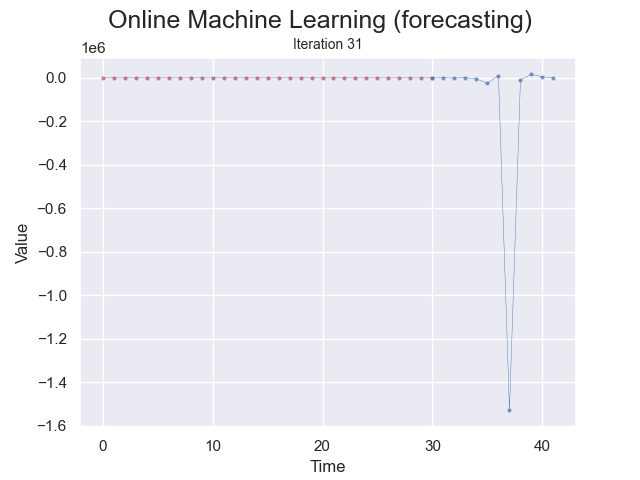 Online Machine Learning (forecasting)
Iteration 31
1e6
0.0
−0.2
−0.4
−0.6
−0.8
−1.0
−1.2
−1.4
−1.6
Value
0 10 20 30 40
Time